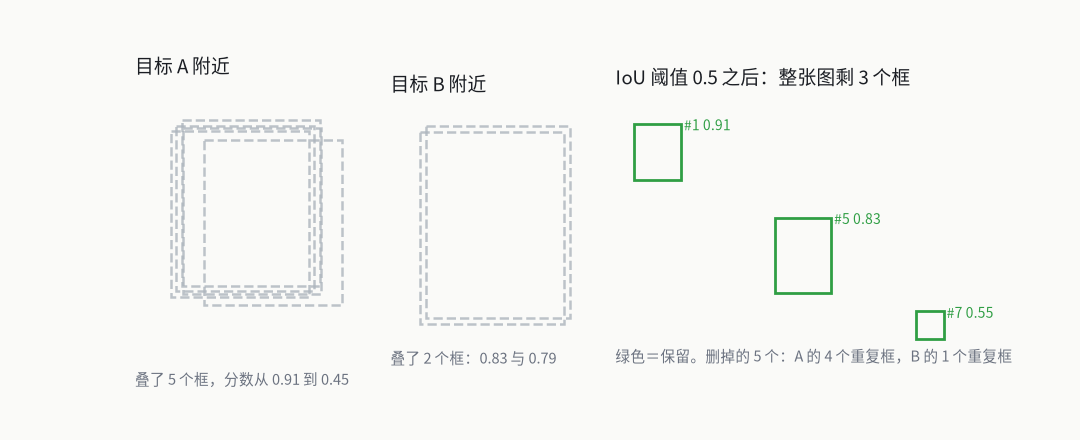 目标 A 附近
叠了 5 个框，分数从 0.91 到 0.45
目标 B 附近
叠了 2 个框：0.83 与 0.79
IoU 阈值 0.5 之后：整张图剩 3 个框
#1 0.91
#5 0.83
#7 0.55
绿色＝保留。删掉的 5 个：A 的 4 个重复框，B 的 1 个重复框